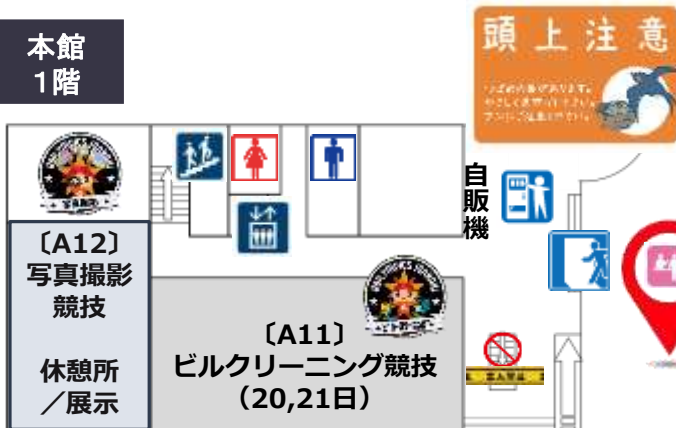 本館
1階
頭上注意
自
販
機
〔A12〕
写真撮影
競技
休憩所
／展示
〔A11〕
ビルクリーニング競技
（20,21日）